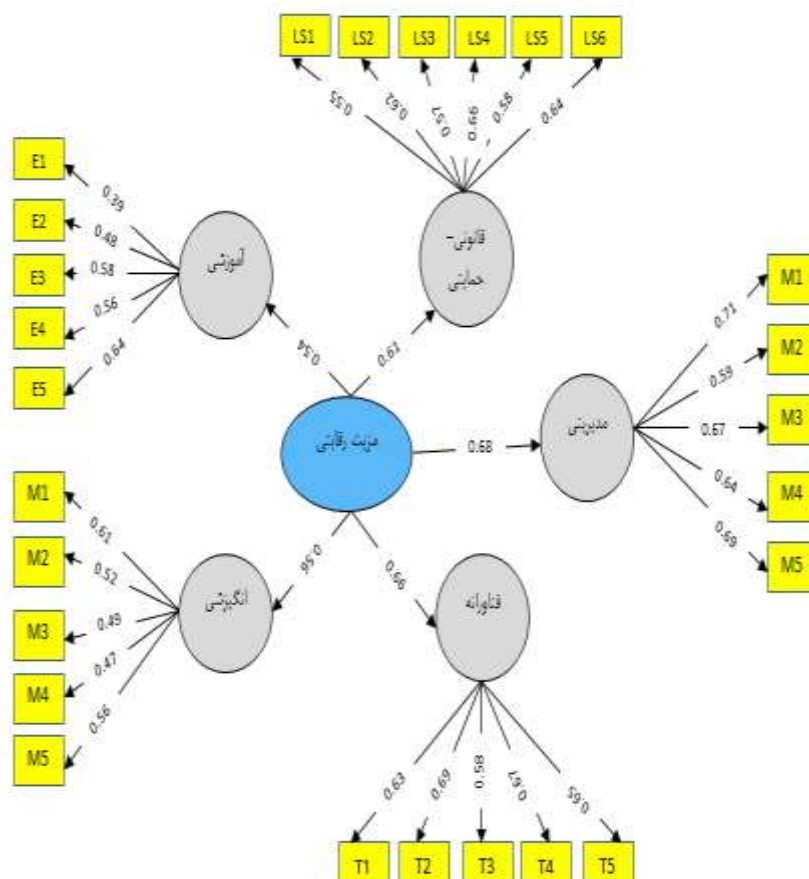 LS1 LS2 LS3 LS4 LS5 LS6
0.55 0.62 0.57 0.66 0.58 0.64
قانونی-
حمایتی
E1
E2
E3
E4
E5
0.39
0.48
0.58
0.56
0.64
آموزشی
0.54
0.61
M1
M2
M3
M4
M5
0.71
0.59
0.67
0.64
0.69
مدیریتی
مزیت رقابتی
0.68
M1
M2
M3
M4
M5
0.61
0.52
0.49
0.47
0.56
انگیزشی
0.56
0.66
فناورانه
0.63 0.69 0.58 0.67 0.65
T1 T2 T3 T4 T5